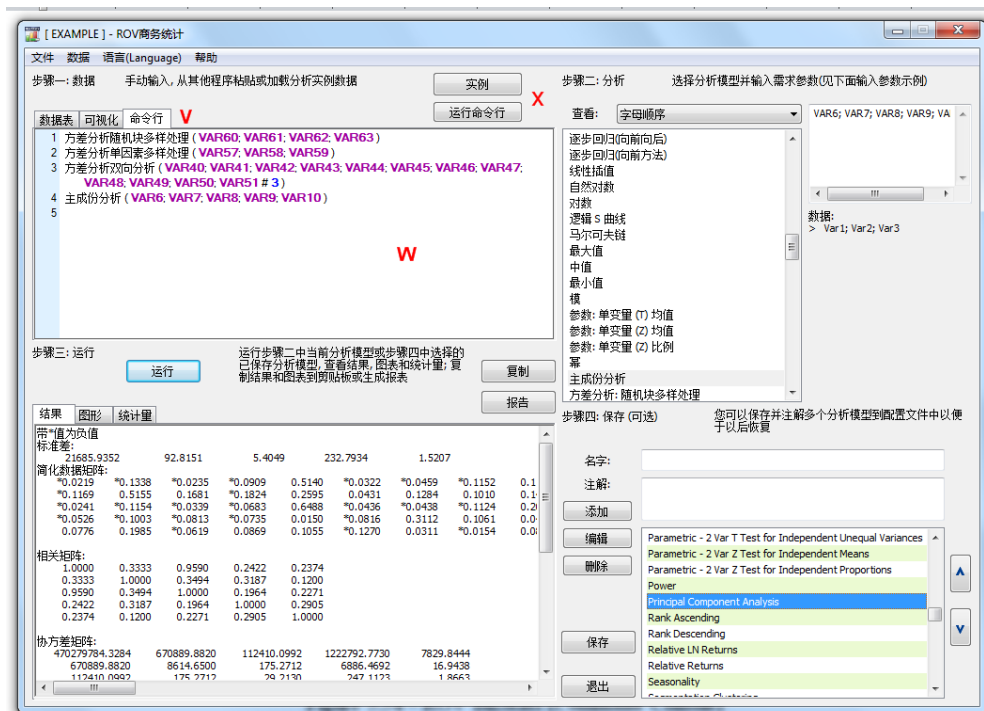 [ EXAMPLE ] - ROV商务统计
文件 数据 语言(Language) 帮助
步骤一: 数据 手动输入, 从其他程序粘贴或加载分析实例数据
实例
运行命令行
X
数据表 可视化 命令行 V
1 方差分析随机块多样处理 ( VAR60; VAR61; VAR62; VAR63 )
2 方差分析单因素多样处理 ( VAR57; VAR58; VAR59 )
3 方差分析双向分析 ( VAR40; VAR41; VAR42; VAR43; VAR44; VAR45; VAR46; VAR47;
VAR48; VAR49; VAR50; VAR51 # 3 )
4 主成份分析 ( VAR6; VAR7; VAR8; VAR9; VAR10 )
5
W
步骤二: 分析 选择分析模型并输入需求参数(见下面输入参数示例)
查看: 字母顺序
VAR6; VAR7; VAR8; VAR9; VA
逐步回归(向前向后)
逐步回归(向前方法)
线性插值
自然对数
对数
逻辑 S 曲线
马尔可夫链
最大值
中值
最小值
模
参数: 单变量 (T) 均值
参数: 单变量 (Z) 均值
参数: 单变量 (Z) 比例
幂
主成份分析
方差分析: 随机块多样处理
数据:
> Var1; Var2; Var3
步骤三: 运行
运行
运行步骤二中当前分析模型或步骤四中选择的
已保存分析模型, 查看结果, 图表和统计量; 复
制结果和图表到剪贴板或生成报表
复制
报告
结果 图形 统计量
带*值为负值
标准差:
21685.9352 92.8151 5.4049 232.7934 1.5207
简化数据矩阵:
*0.0219 *0.1338 *0.0235 *0.0909 0.5140 *0.0322 *0.0459 *0.1152 0.1
*0.1169 0.5155 0.1681 *0.1824 0.2595 0.0431 0.1284 0.1010
*0.0241 *0.1154 *0.0339 *0.0683 0.6488 *0.0436 *0.0438 *0.1124
*0.0526 *0.1003 *0.0813 *0.0735 0.0150 *0.0816 0.3112 0.1061
0.0776 0.1985 *0.0619 0.0869 0.1055 *0.1270 0.0311 *0.0154
相关矩阵:
1.0000 0.3333 0.9590 0.2422 0.2374
0.3333 1.0000 0.3494 0.3187 0.1200
0.9590 0.3494 1.0000 0.1964 0.2271
0.2422 0.3187 0.1964 1.0000 0.2905
0.2374 0.1200 0.2271 0.2905 1.0000
协方差矩阵:
470279784.3284 670889.8820 112410.0992 1222792.7730 7829.8444
670889.8820 8614.6500 175.2712 6886.4692 16.9438
112410.0992 175.2712 29.2130 247.1123 1.8663
步骤四: 保存 (可选) 您可以保存并注解多个分析模型到配置文件中以便
于以后恢复
名字:
注解:
添加
编辑
删除
保存
退出
Parametric - 2 Var T Test for Independent Unequal Variances
Parametric - 2 Var Z Test for Independent Means
Parametric - 2 Var Z Test for Independent Proportions
Power
Principal Component Analysis
Rank Ascending
Rank Descending
Relative LN Returns
Relative Returns
Seasonality
Segmentation Clustering